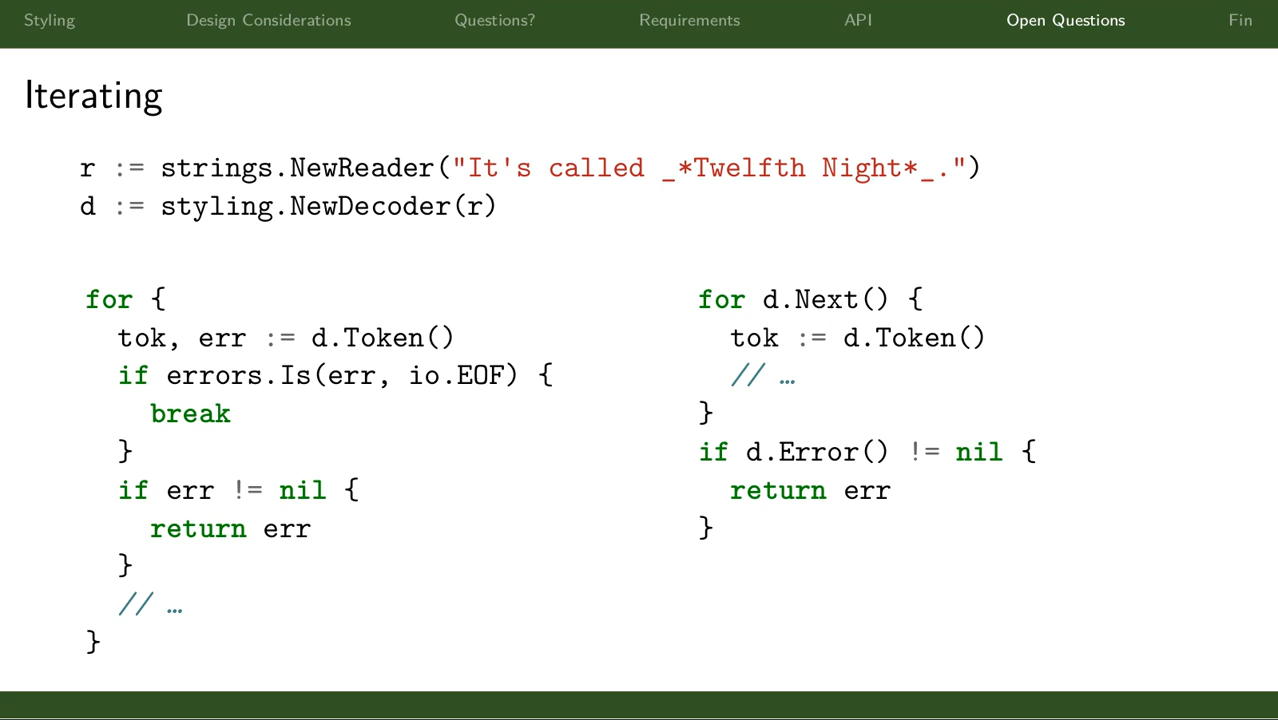 Styling Design Considerations Questions? Requirements API Open Questions Fin
Iterating
r := strings.NewReader("It's called _*Twelfth Night*_.")
d := styling.NewDecoder(r)
for {
  tok, err := d.Token()
  if errors.Is(err, io.EOF) {
    break
  }
  if err != nil {
    return err
  }
  // …
}
for d.Next() {
  tok := d.Token()
  // …
}
if d.Error() != nil {
  return err
}